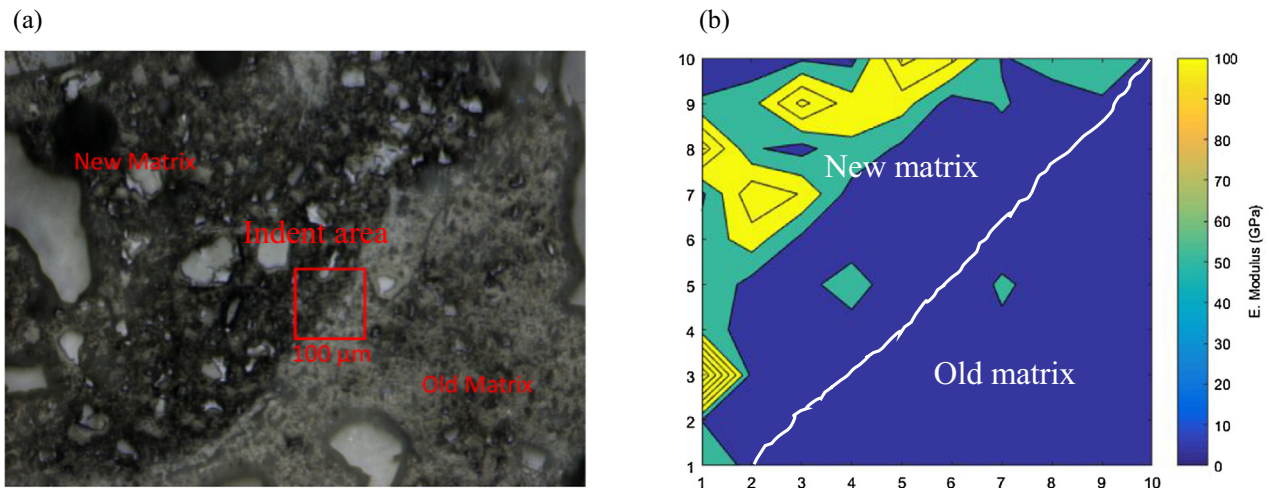 (a)
New Matrix
Indent area
100 µm
Old Matrix
(b)
10
9
8
7
6
5
4
3
2
1
1 2 3 4 5 6 7 8 9 10
New matrix
Old matrix
100
90
80
70
60
50
40
30
20
10
0
E. Modulus (GPa)